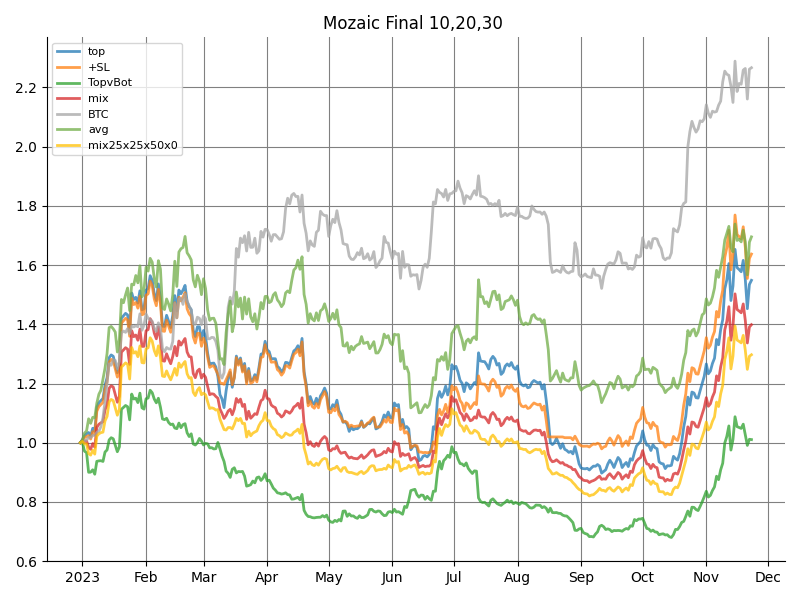 Mozaic Final 10,20,30
top
+SL
TopvBot
mix
BTC
avg
mix25x25x50x0
2.2
2.0
1.8
1.6
1.4
1.2
1.0
0.8
0.6
2023 Feb Mar Apr May Jun Jul Aug Sep Oct Nov Dec